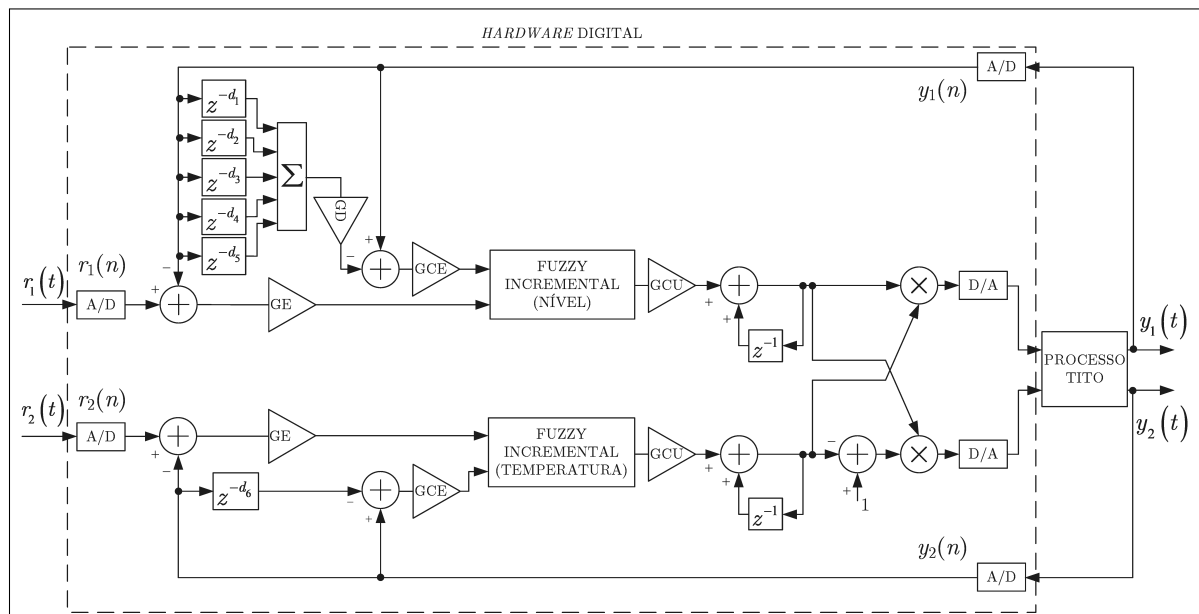 HARDWARE DIGITAL
A/D
y₁(n)
z^{-d₁}
z^{-d₂}
z^{-d₃}
z^{-d₄}
z^{-d₅}
Σ
GD
+
−
+
GCE
FUZZY
INCREMENTAL
(NÍVEL)
GCU
+
+
+
z^{-1}
×
D/A
r₁(t)
r₁(n)
A/D
−
+
+
GE
PROCESSO
TITO
y₁(t)
y₂(t)
r₂(t)
r₂(n)
A/D
+
+
−
GE
z^{-d₆}
−
+
+
GCE
FUZZY
INCREMENTAL
(TEMPERATURA)
GCU
+
+
+
z^{-1}
−
+
+
1
×
D/A
y₂(n)
A/D